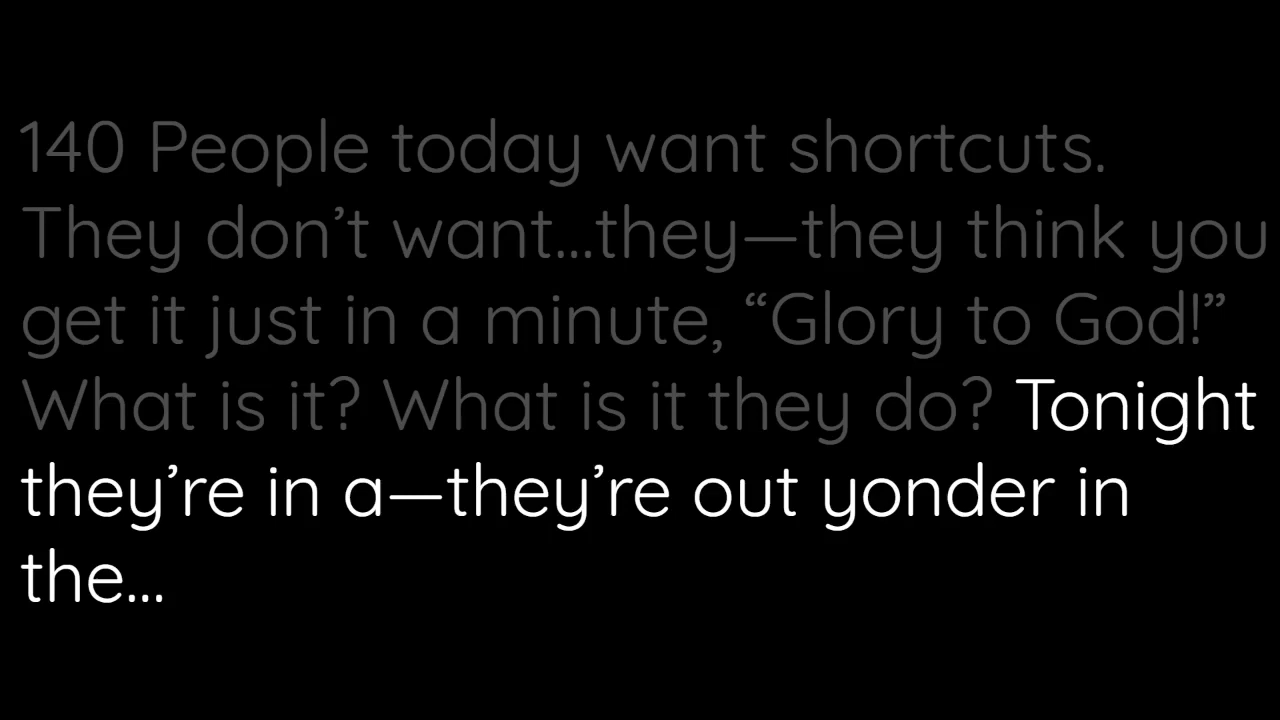 140 People today want shortcuts.
They don’t want...they—they think you
get it just in a minute, “Glory to God!”
What is it? What is it they do? Tonight
they’re in a—they’re out yonder in
the...